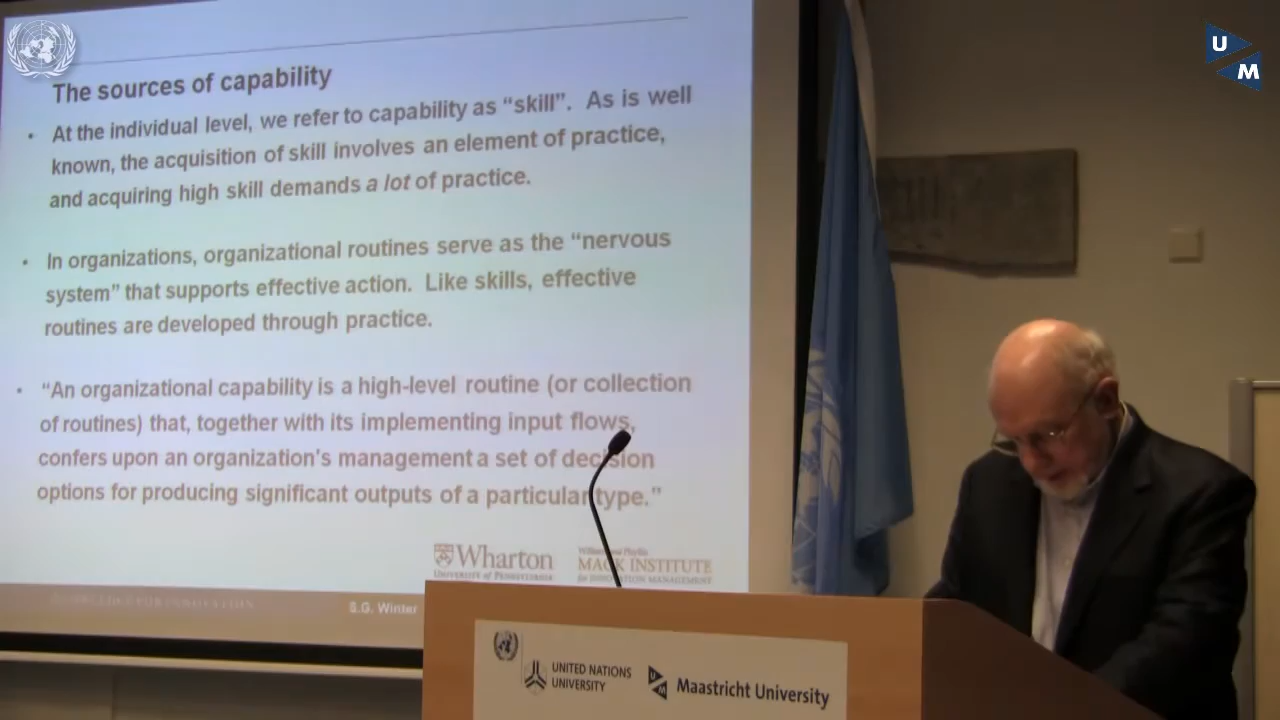 The sources of capability
• At the individual level, we refer to capability as “skill”. As is well
known, the acquisition of skill involves an element of practice,
and acquiring high skill demands a lot of practice.
• In organizations, organizational routines serve as the “nervous
system” that supports effective action. Like skills, effective
routines are developed through practice.
• “An organizational capability is a high-level routine (or collection
of routines) that, together with its implementing input flows,
confers upon an organization's management a set of decision
options for producing significant outputs of a particular type.”
Wharton
UNIVERSITY of PENNSYLVANIA
William and Phyllis
MACK INSTITUTE
for INNOVATION MANAGEMENT
S.G. Winter
UNITED NATIONS
UNIVERSITY
U
M
Maastricht University
U
M